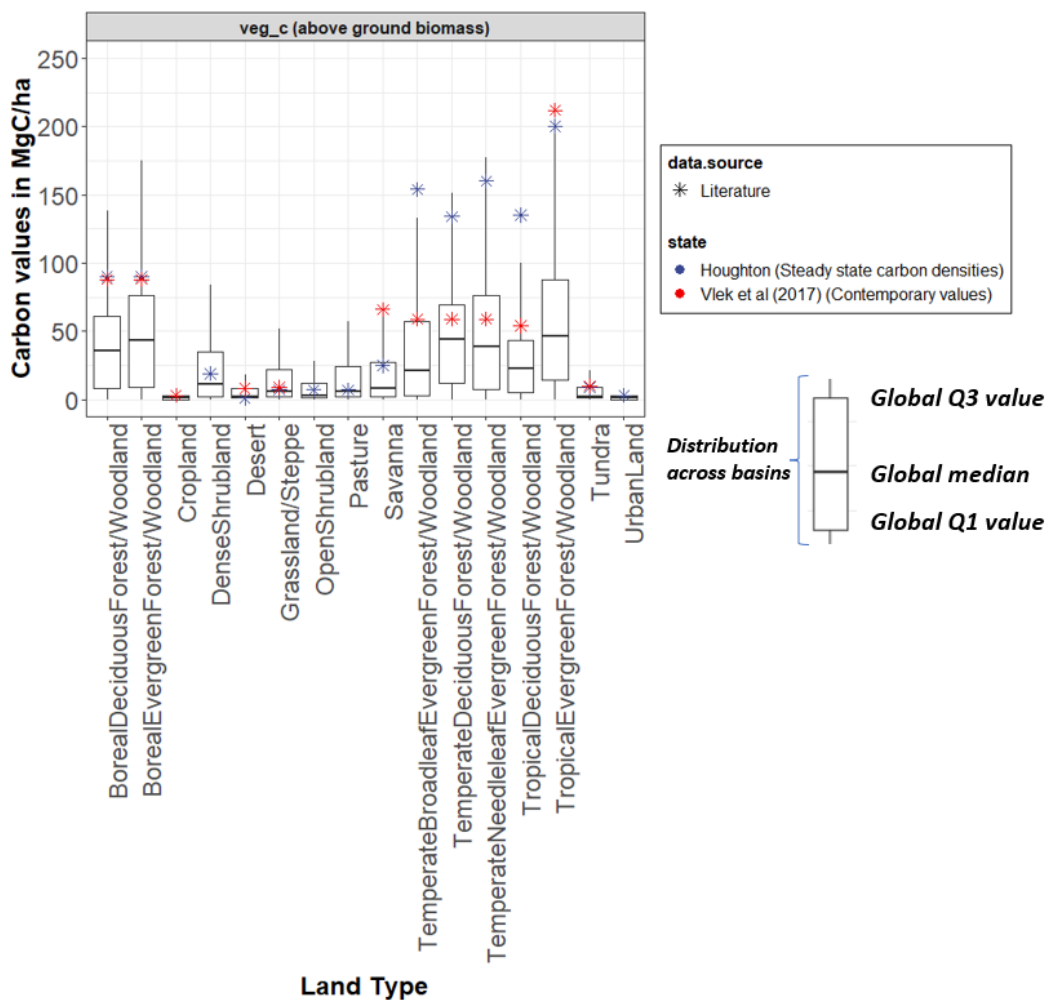 veg_c (above ground biomass)
Carbon values in MgC/ha
250
200
150
100
50
0
BorealDeciduousForest/Woodland
BorealEvergreenForest/Woodland
Cropland
DenseShrubland
Desert
Grassland/Steppe
OpenShrubland
Pasture
Savanna
TemperateBroadleafEvergreenForest/Woodland
TemperateDeciduousForest/Woodland
TemperateNeedleleafEvergreenForest/Woodland
TropicalDeciduousForest/Woodland
TropicalEvergreenForest/Woodland
Tundra
UrbanLand
Land Type
data.source
Literature
state
Houghton (Steady state carbon densities)
Vlek et al (2017) (Contemporary values)
Distribution
across basins
Global Q3 value
Global median
Global Q1 value